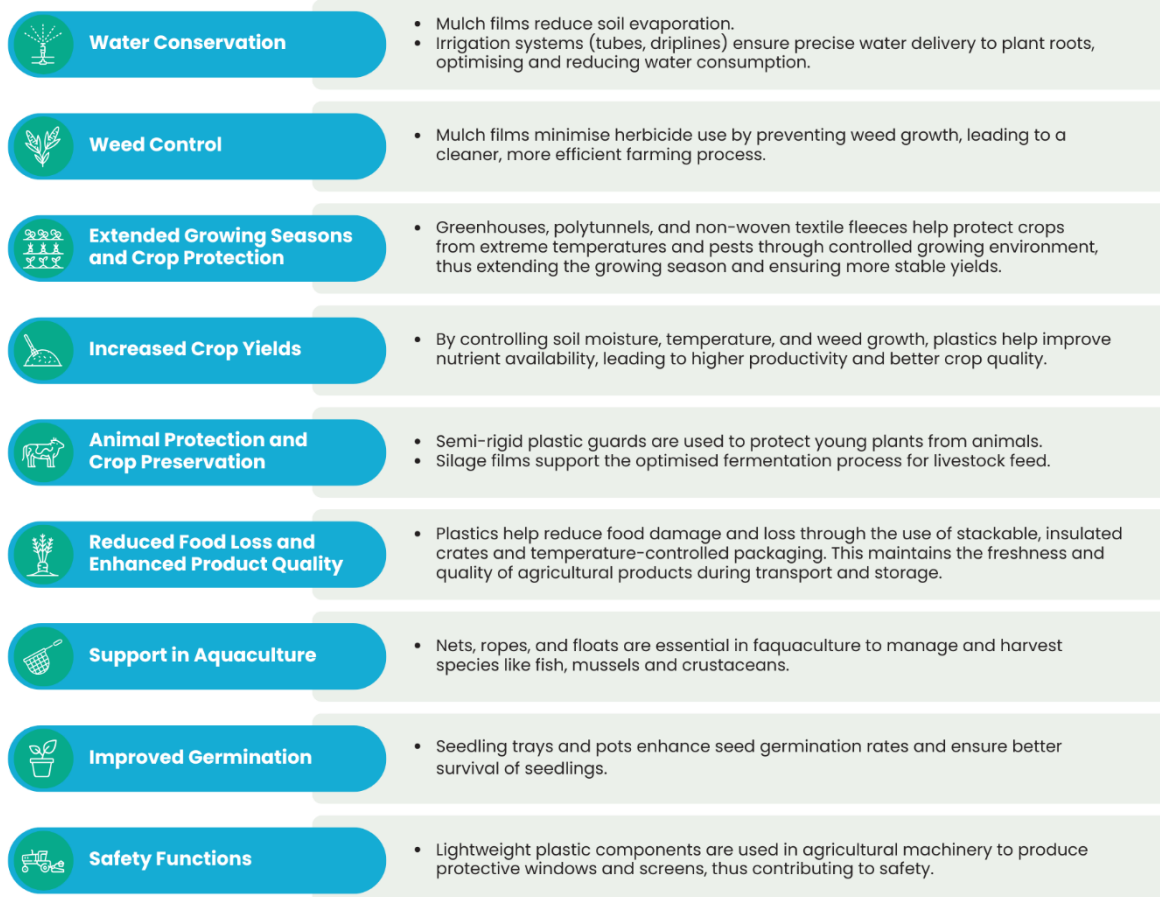 Water Conservation
• Mulch films reduce soil evaporation.
• Irrigation systems (tubes, driplines) ensure precise water delivery to plant roots,
optimising and reducing water consumption.
Weed Control
• Mulch films minimise herbicide use by preventing weed growth, leading to a
cleaner, more efficient farming process.
Extended Growing Seasons
and Crop Protection
• Greenhouses, polytunnels, and non-woven textile fleeces help protect crops
from extreme temperatures and pests through controlled growing environment,
thus extending the growing season and ensuring more stable yields.
Increased Crop Yields
• By controlling soil moisture, temperature, and weed growth, plastics help improve
nutrient availability, leading to higher productivity and better crop quality.
Animal Protection and
Crop Preservation
• Semi-rigid plastic guards are used to protect young plants from animals.
• Silage films support the optimised fermentation process for livestock feed.
Reduced Food Loss and
Enhanced Product Quality
• Plastics help reduce food damage and loss through the use of stackable, insulated
crates and temperature-controlled packaging. This maintains the freshness and
quality of agricultural products during transport and storage.
Support in Aquaculture
• Nets, ropes, and floats are essential in faquaculture to manage and harvest
species like fish, mussels and crustaceans.
Improved Germination
• Seedling trays and pots enhance seed germination rates and ensure better
survival of seedlings.
Safety Functions
• Lightweight plastic components are used in agricultural machinery to produce
protective windows and screens, thus contributing to safety.